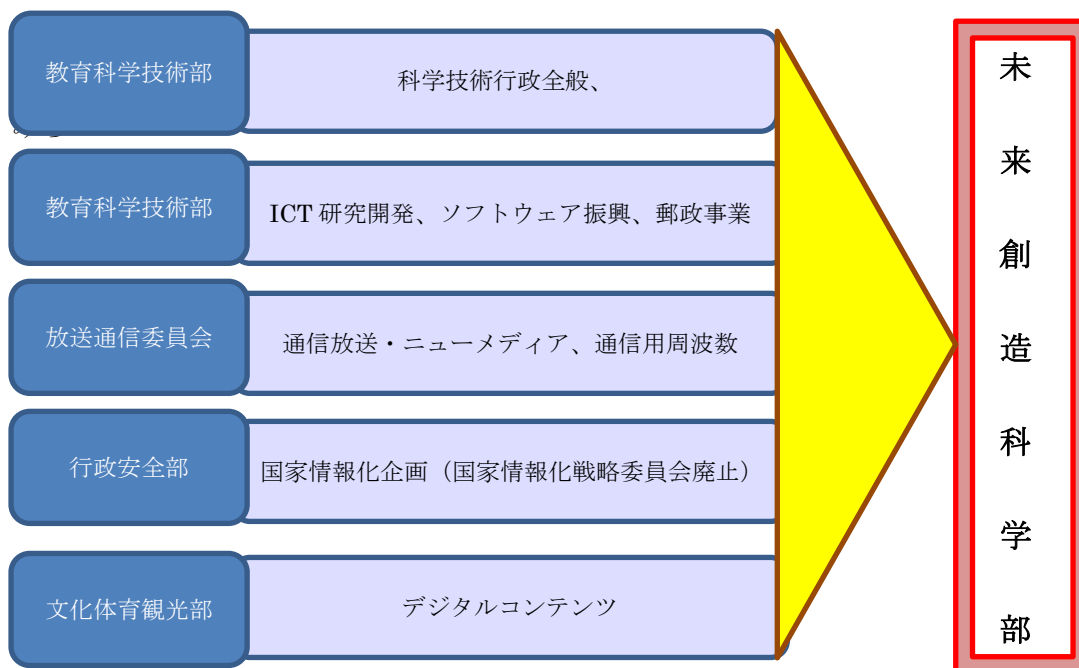 教育科学技術部
科学技術行政全般、
教育科学技術部
ICT 研究開発、ソフトウェア振興、郵政事業
放送通信委員会
通信放送・ニューメディア、通信用周波数
行政安全部
国家情報化企画（国家情報化戦略委員会廃止）
文化体育観光部
デジタルコンテンツ
未来創造科学部